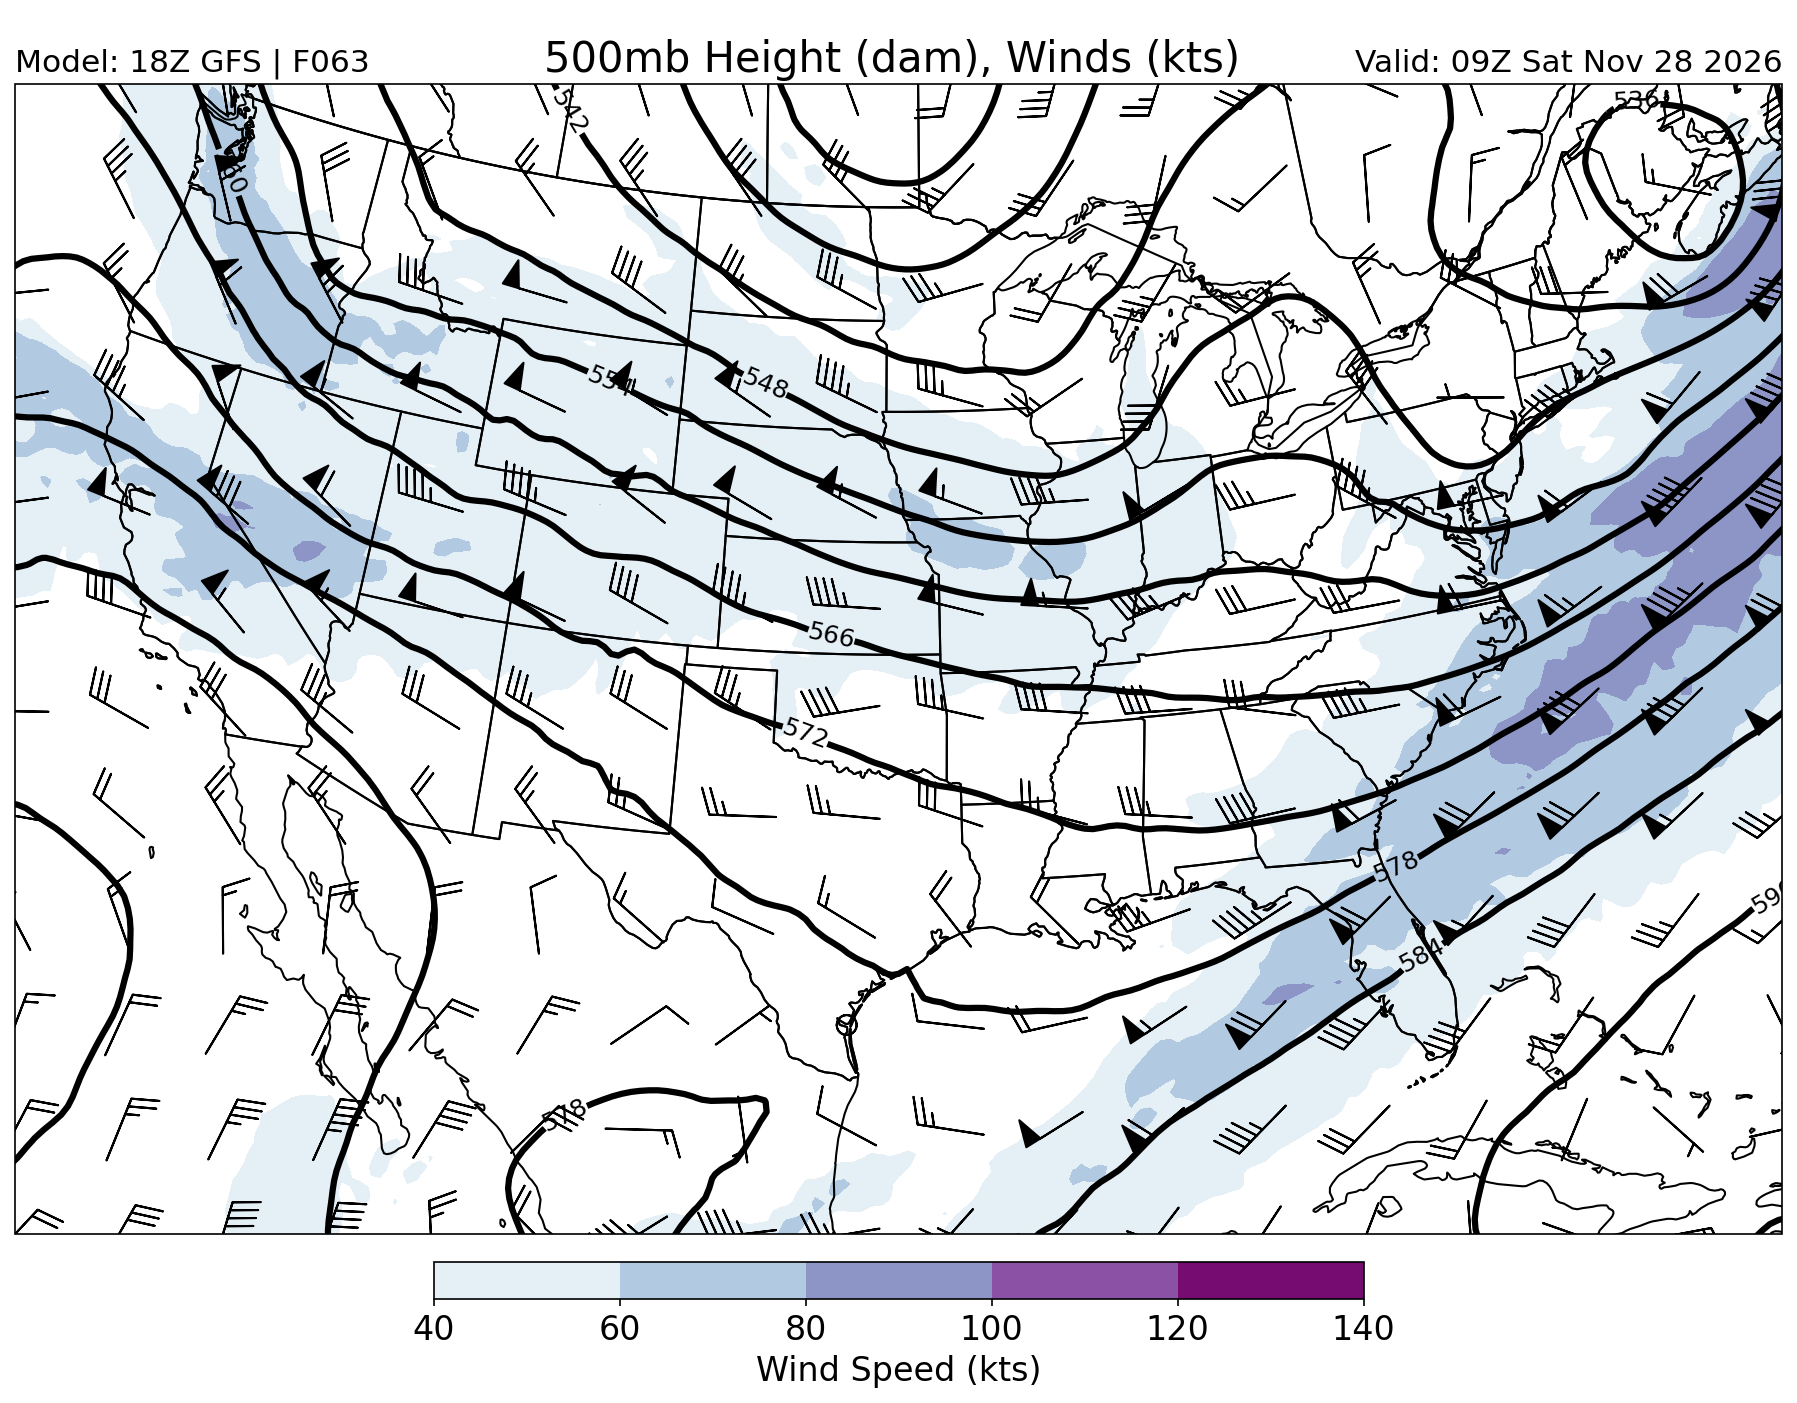 Model: 18Z GFS | F063
500mb Height (dam), Winds (kts)
Valid: 09Z Sat Nov 28 2026
542
536
548
566
572
578
584
578
40 60 80 100 120 140
Wind Speed (kts)